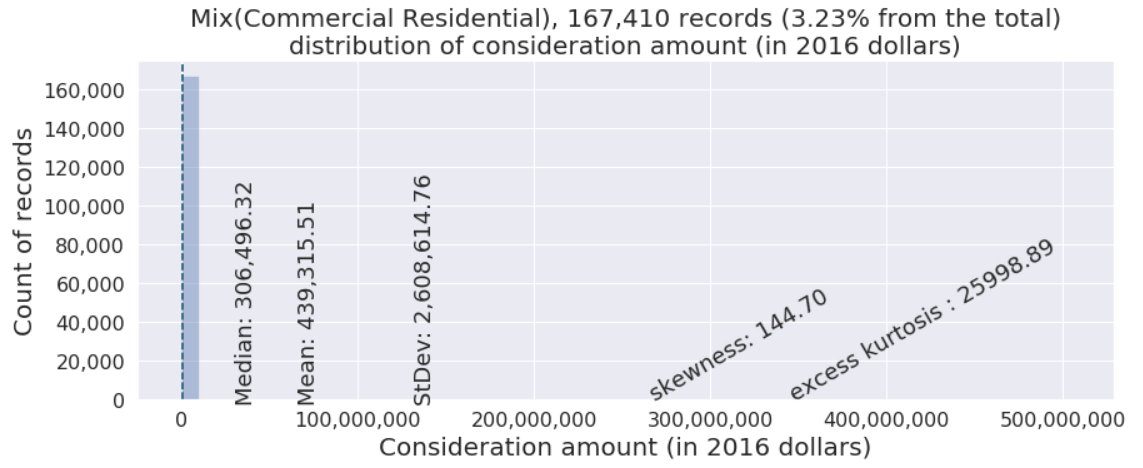 Mix(Commercial Residential), 167,410 records (3.23% from the total)
distribution of consideration amount (in 2016 dollars)
Count of records
160,000
140,000
120,000
100,000
80,000
60,000
40,000
20,000
0
Median: 306,496.32
Mean: 439,315.51
StDev: 2,608,614.76
skewness: 144.70
excess kurtosis : 25998.89
0
100,000,000
200,000,000
300,000,000
400,000,000
500,000,000
Consideration amount (in 2016 dollars)